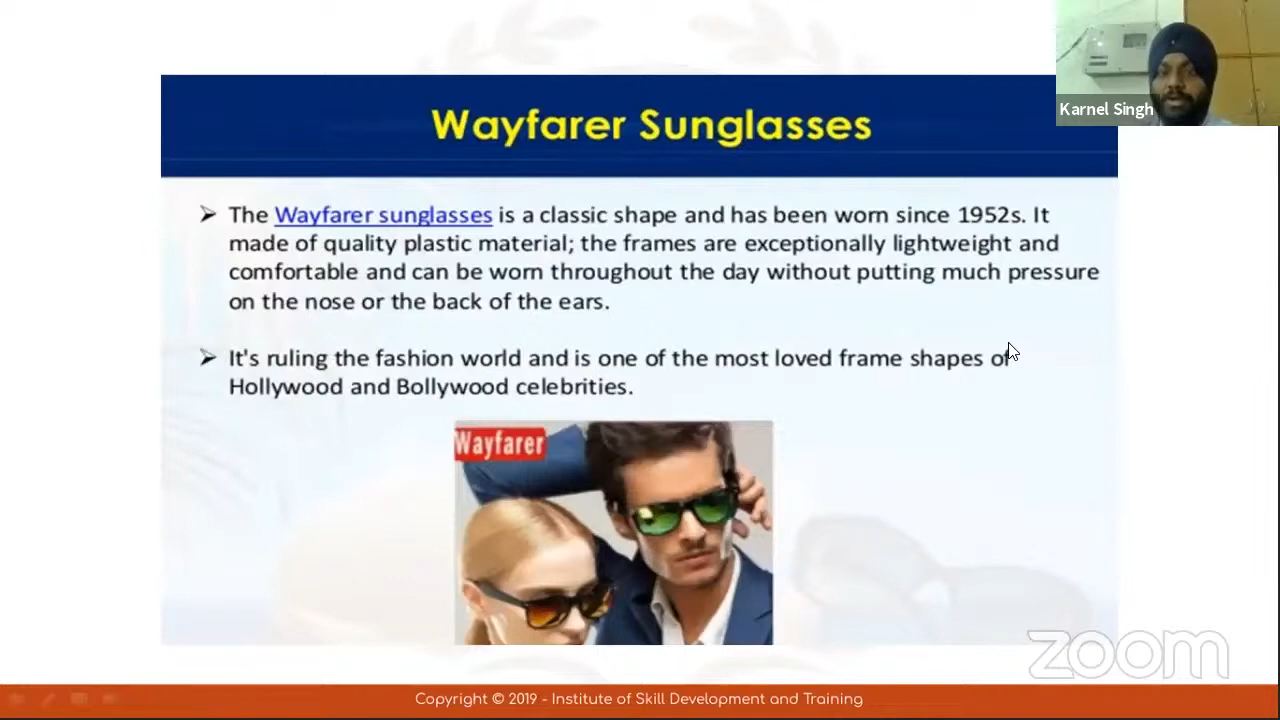 Wayfarer Sunglasses
Karnel Singh
➢ The Wayfarer sunglasses is a classic shape and has been worn since 1952s. It
made of quality plastic material; the frames are exceptionally lightweight and
comfortable and can be worn throughout the day without putting much pressure
on the nose or the back of the ears.
➢ It's ruling the fashion world and is one of the most loved frame shapes of
Hollywood and Bollywood celebrities.
Wayfarer
zoom
Copyright © 2019 - Institute of Skill Development and Training